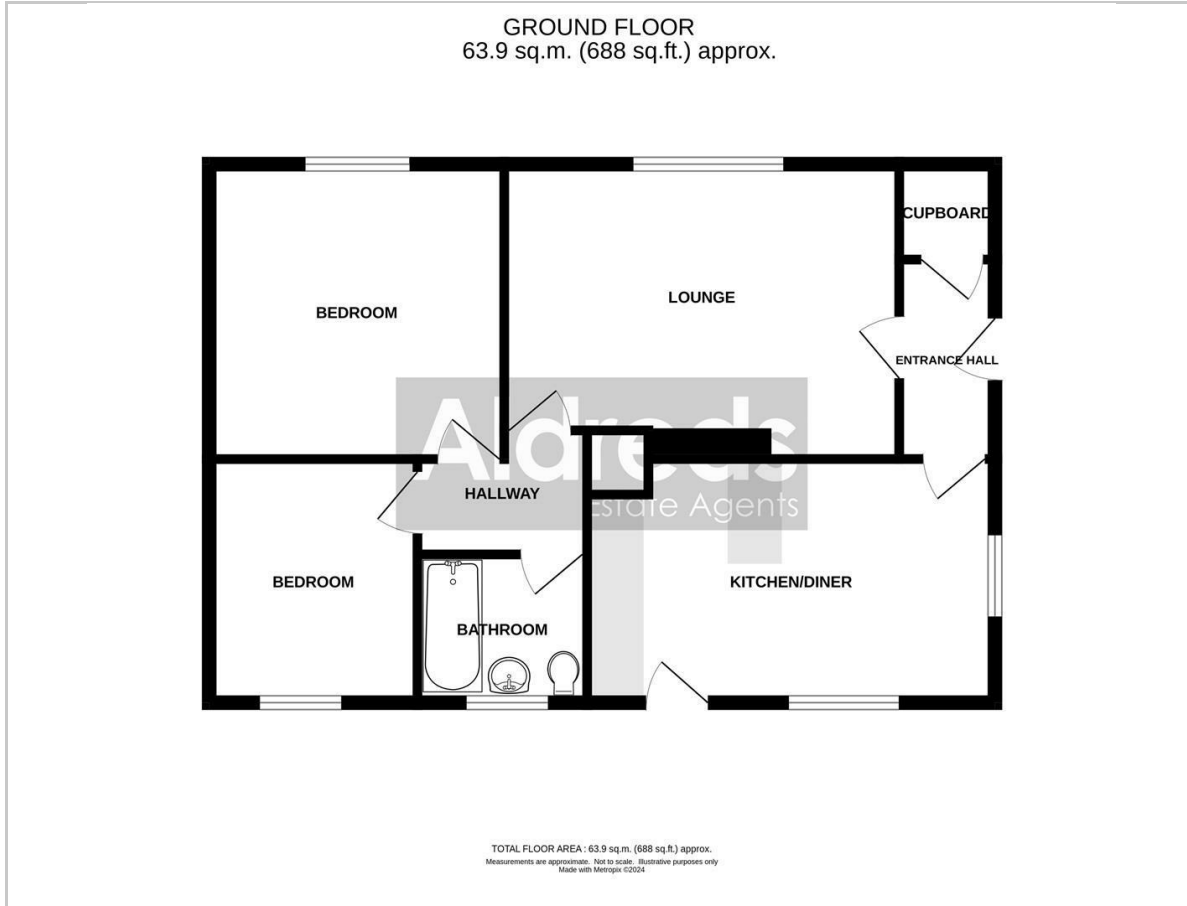 GROUND FLOOR
63.9 sq.m. (688 sq.ft.) approx.
CUPBOARD
LOUNGE
BEDROOM
ENTRANCE HALL
Aldreds
HALLWAY
Estate Agents
BEDROOM
KITCHEN/DINER
BATHROOM
TOTAL FLOOR AREA : 63.9 sq.m. (688 sq.ft.) approx.
Measurements are approximate. Not to scale. Illustrative purposes only
Made with Metropix ©2024